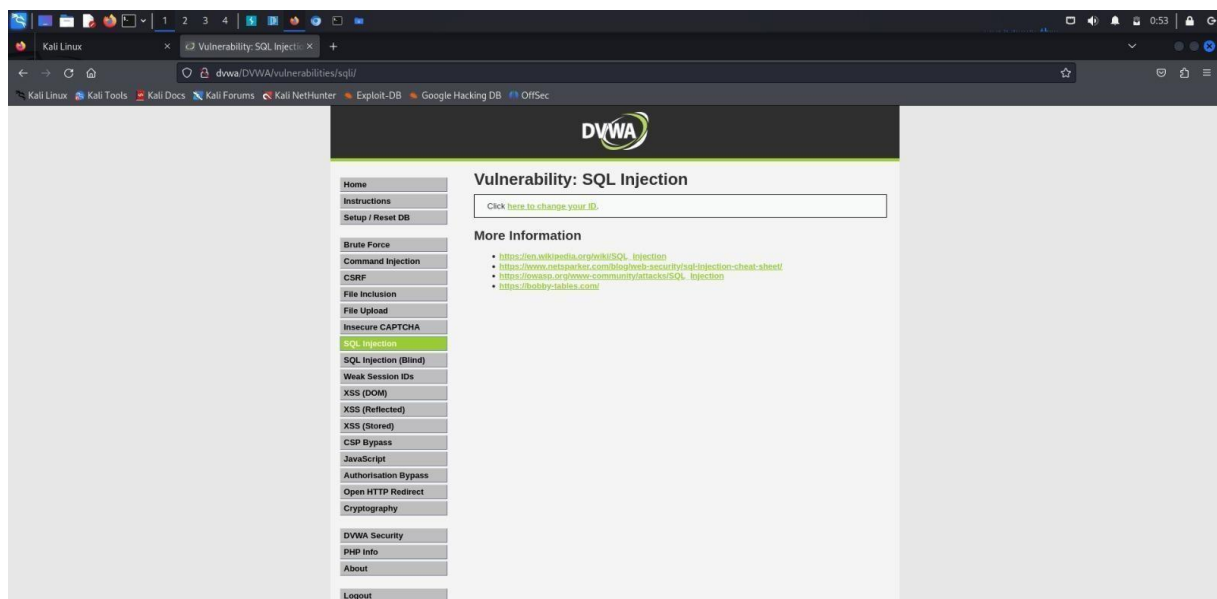 1 2 3 4
0:53
Kali Linux
Vulnerability: SQL Injectic
dvwa/DVWA/vulnerabilities/sqli/
Kali Linux Kali Tools Kali Docs Kali Forums Kali NetHunter Exploit-DB Google Hacking DB OffSec
DVWA
Home
Instructions
Setup / Reset DB
Brute Force
Command Injection
CSRF
File Inclusion
File Upload
Insecure CAPTCHA
SQL Injection
SQL Injection (Blind)
Weak Session IDs
XSS (DOM)
XSS (Reflected)
XSS (Stored)
CSP Bypass
JavaScript
Authorisation Bypass
Open HTTP Redirect
Cryptography
DVWA Security
PHP Info
About
Logout
Vulnerability: SQL Injection
Click here to change your ID.
More Information
https://en.wikipedia.org/wiki/SQL_injection
https://www.netsparker.com/blog/web-security/sql-injection-cheat-sheet/
https://owasp.org/www-community/attacks/SQL_Injection
https://bobby-tables.com/